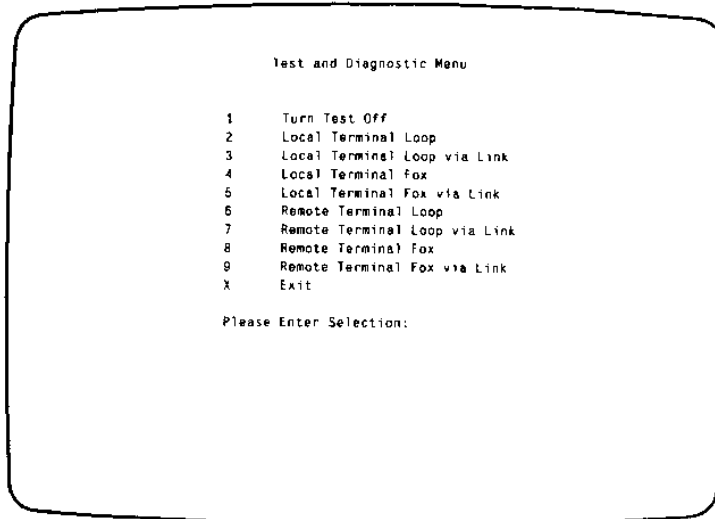 Test and Diagnostic Menu
1 Turn Test Off
2 Local Terminal Loop
3 Local Terminal Loop via Link
4 Local Terminal Fox
5 Local Terminal Fox via Link
6 Remote Terminal Loop
7 Remote Terminal Loop via Link
8 Remote Terminal Fox
9 Remote Terminal Fox via Link
X Exit
Please Enter Selection: